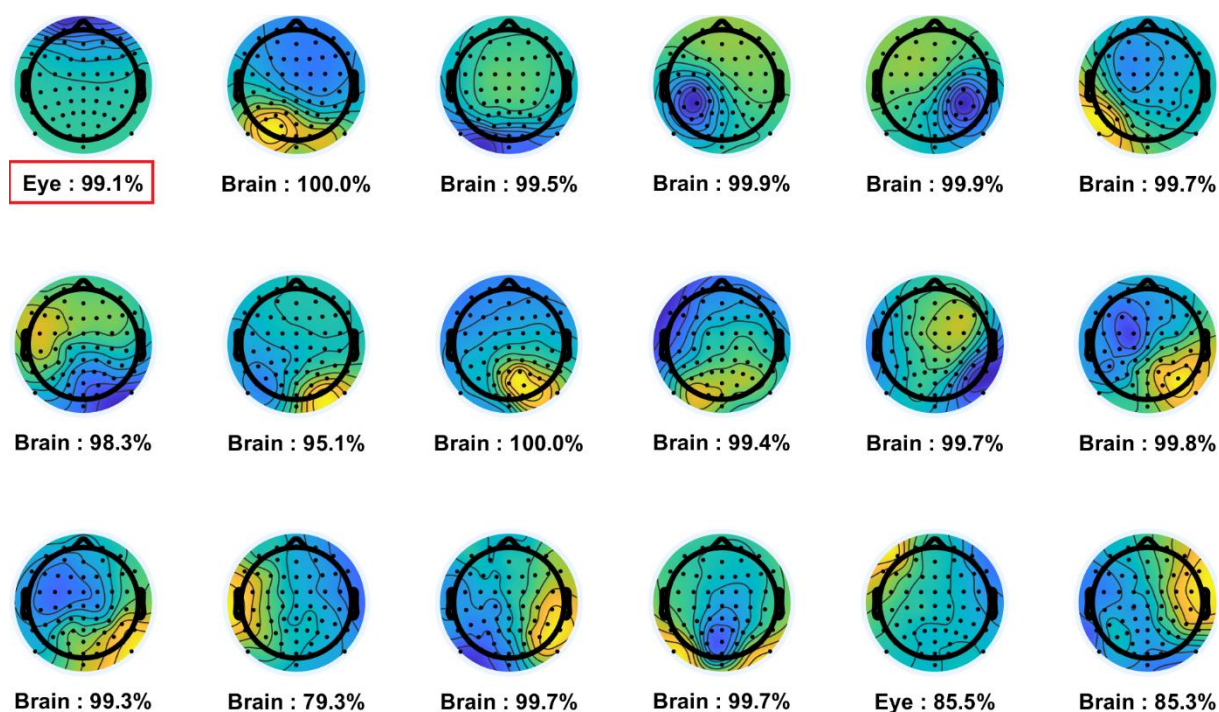 Eye : 99.1% Brain : 100.0% Brain : 99.5% Brain : 99.9% Brain : 99.9% Brain : 99.7%
Brain : 98.3% Brain : 95.1% Brain : 100.0% Brain : 99.4% Brain : 99.7% Brain : 99.8%
Brain : 99.3% Brain : 79.3% Brain : 99.7% Brain : 99.7% Eye : 85.5% Brain : 85.3%